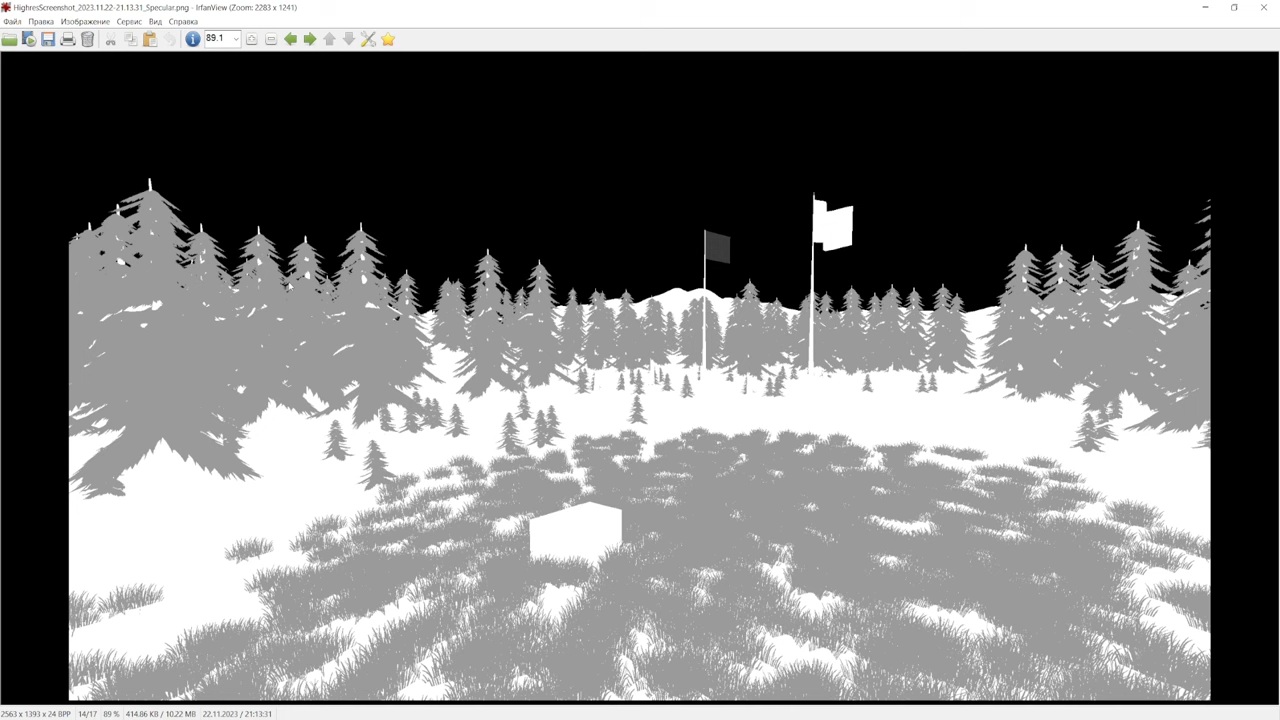 HighresScreenshot_2023.11.22-21.13.31_Specular.png - IrfanView (Zoom: 2283 x 1241)
Файл Правка Изображение Сервис Вид Справка
89.1
2563 x 1393 x 24 BPP 14/17 89 % 414.86 KB / 10.22 MB 22.11.2023 / 21:13:31